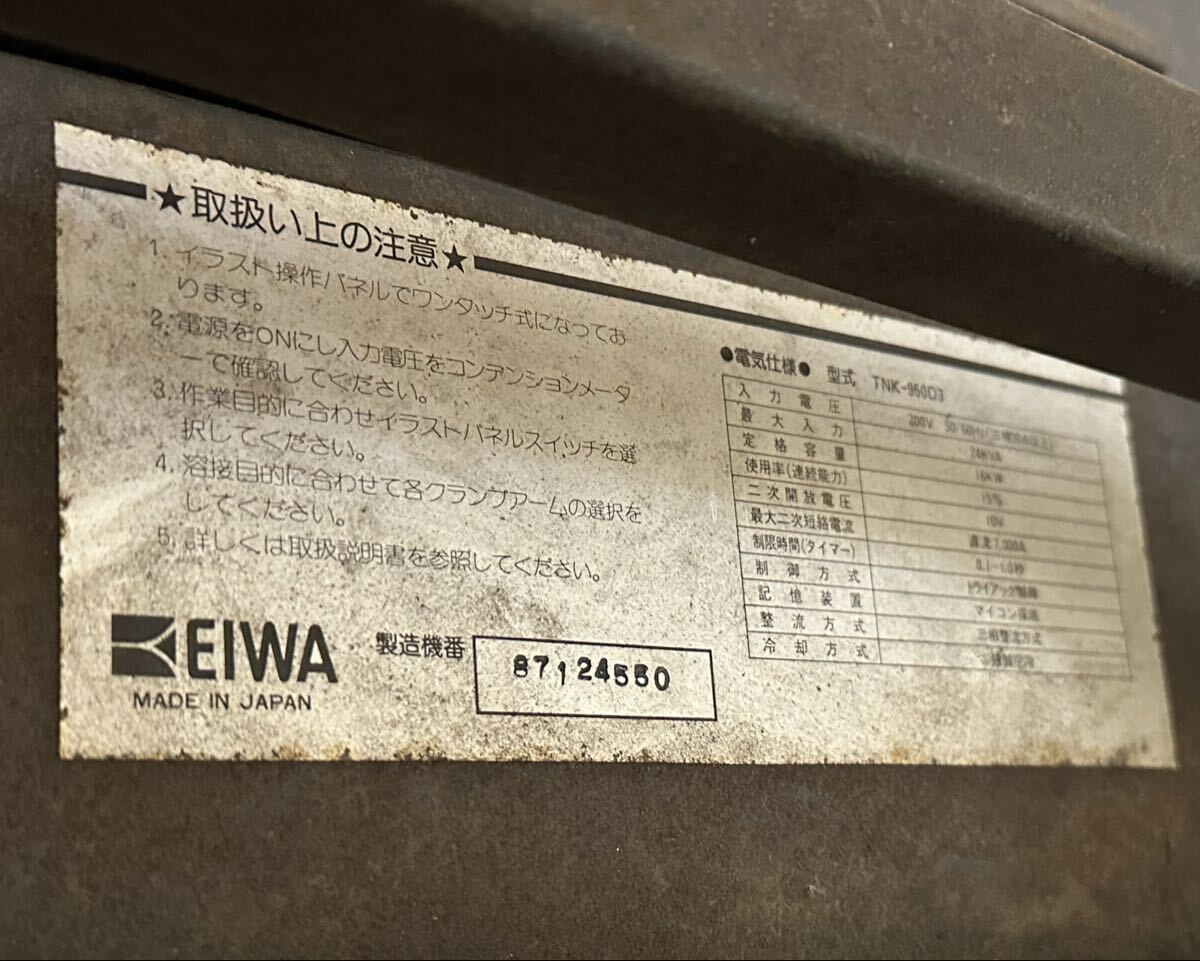 ★取扱い上の注意★
1. イラスト操作パネルでワンタッチ式になってお
ります。
2. 電源をONにし入力電圧をコンデンションメータ
ーで確認してください。
3. 作業目的に合わせイラストパネルスイッチを選
択してください。
4. 溶接目的に合わせて各クランプアームの選択を
してください。
5. 詳しくは取扱説明書を参照してください。
EIWA
MADE IN JAPAN
製造機番 87124550
●電気仕様● 型式 TNK-950D3
入力電圧 200V 50/60Hz
最大入力 24KVA
定格容量 16KW
使用率(連続能力) 15%
二次開放電圧 10V
最大二次短絡電流 直流7,000A
制限時間(タイマー) 0.1~1.0秒
制御方式 トライアック制御
記憶装置 マイコン
整流方式 三相整流方式
冷却方式